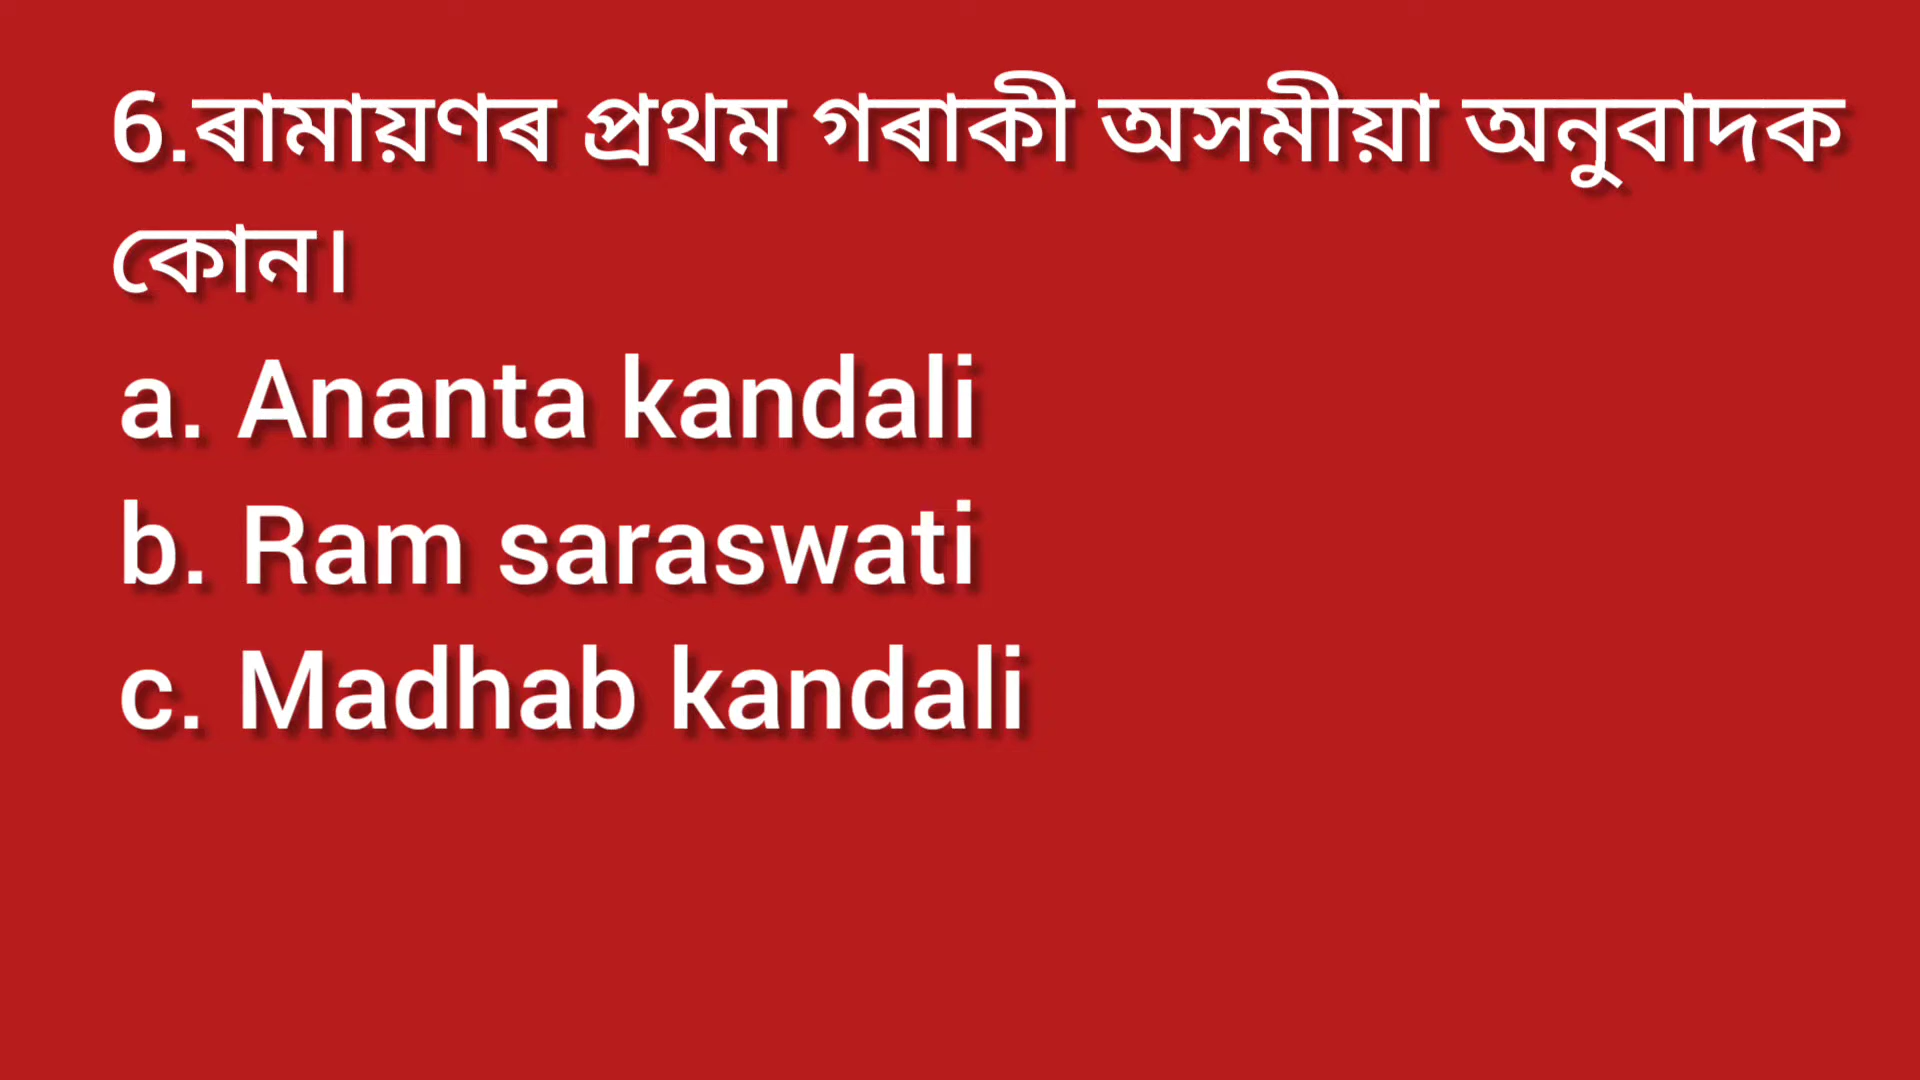 6.ৰামায়ণৰ প্ৰথম গৰাকী অসমীয়া অনুবাদক
কোন।
a. Ananta kandali
b. Ram saraswati
c. Madhab kandali